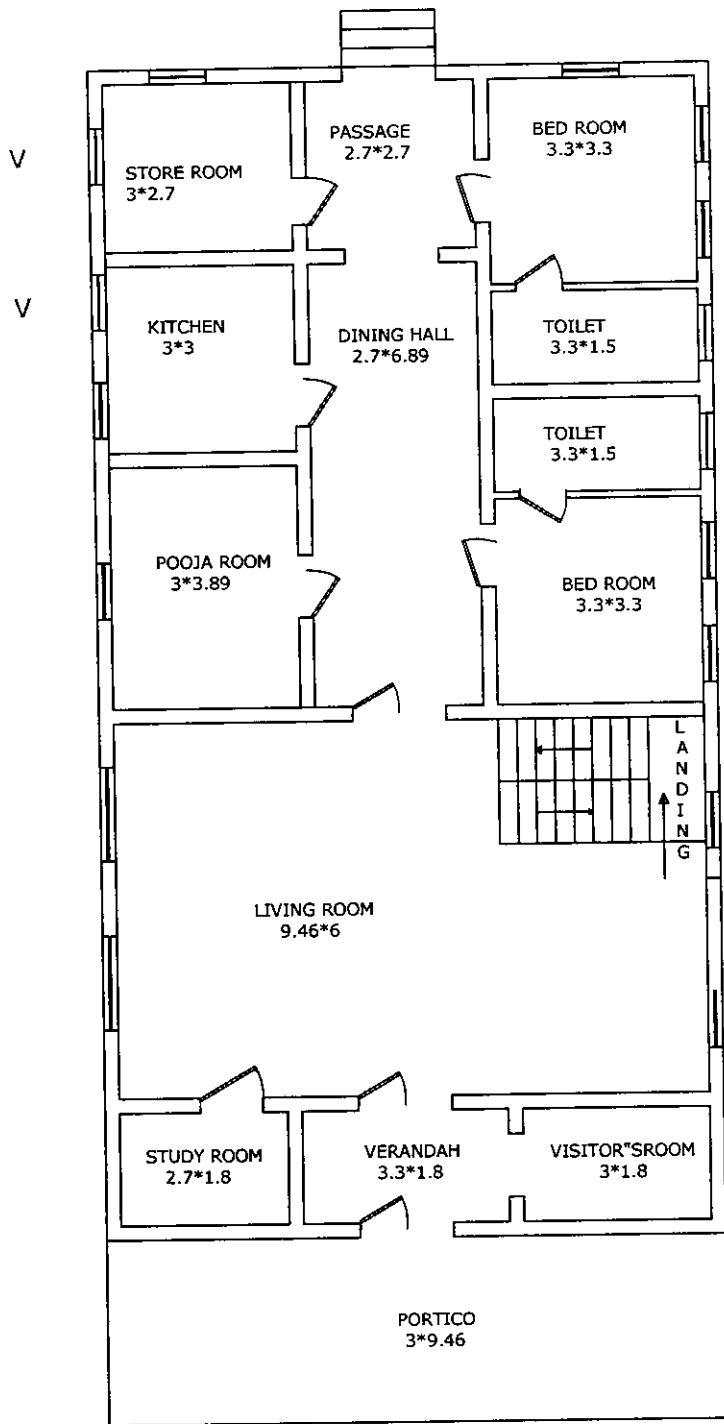 PASSAGE
2.7*2.7
BED ROOM
3.3*3.3
V
STORE ROOM
3*2.7
V
KITCHEN
3*3
DINING HALL
2.7*6.89
TOILET
3.3*1.5
TOILET
3.3*1.5
POOJA ROOM
3*3.89
BED ROOM
3.3*3.3
LANDING
LIVING ROOM
9.46*6
STUDY ROOM
2.7*1.8
VERANDAH
3.3*1.8
VISITOR"SROOM
3*1.8
PORTICO
3*9.46